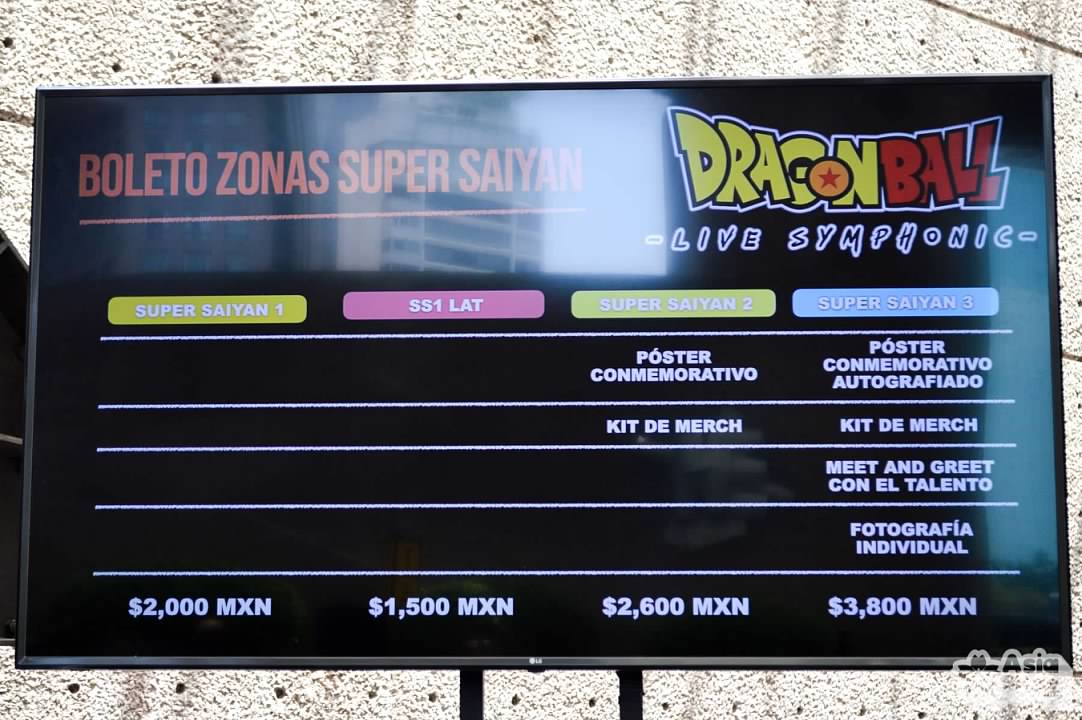 BOLETO ZONAS SUPER SAIYAN
DRAGON BALL
-LIVE SYMPHONIC-
SUPER SAIYAN 1
SS1 LAT
SUPER SAIYAN 2
SUPER SAIYAN 3
PÓSTER
CONMEMORATIVO
PÓSTER
CONMEMORATIVO
AUTOGRAFIADO
KIT DE MERCH
KIT DE MERCH
MEET AND GREET
CON EL TALENTO
FOTOGRAFÍA
INDIVIDUAL
$2,000 MXN
$1,500 MXN
$2,600 MXN
$3,800 MXN
LG
Asia